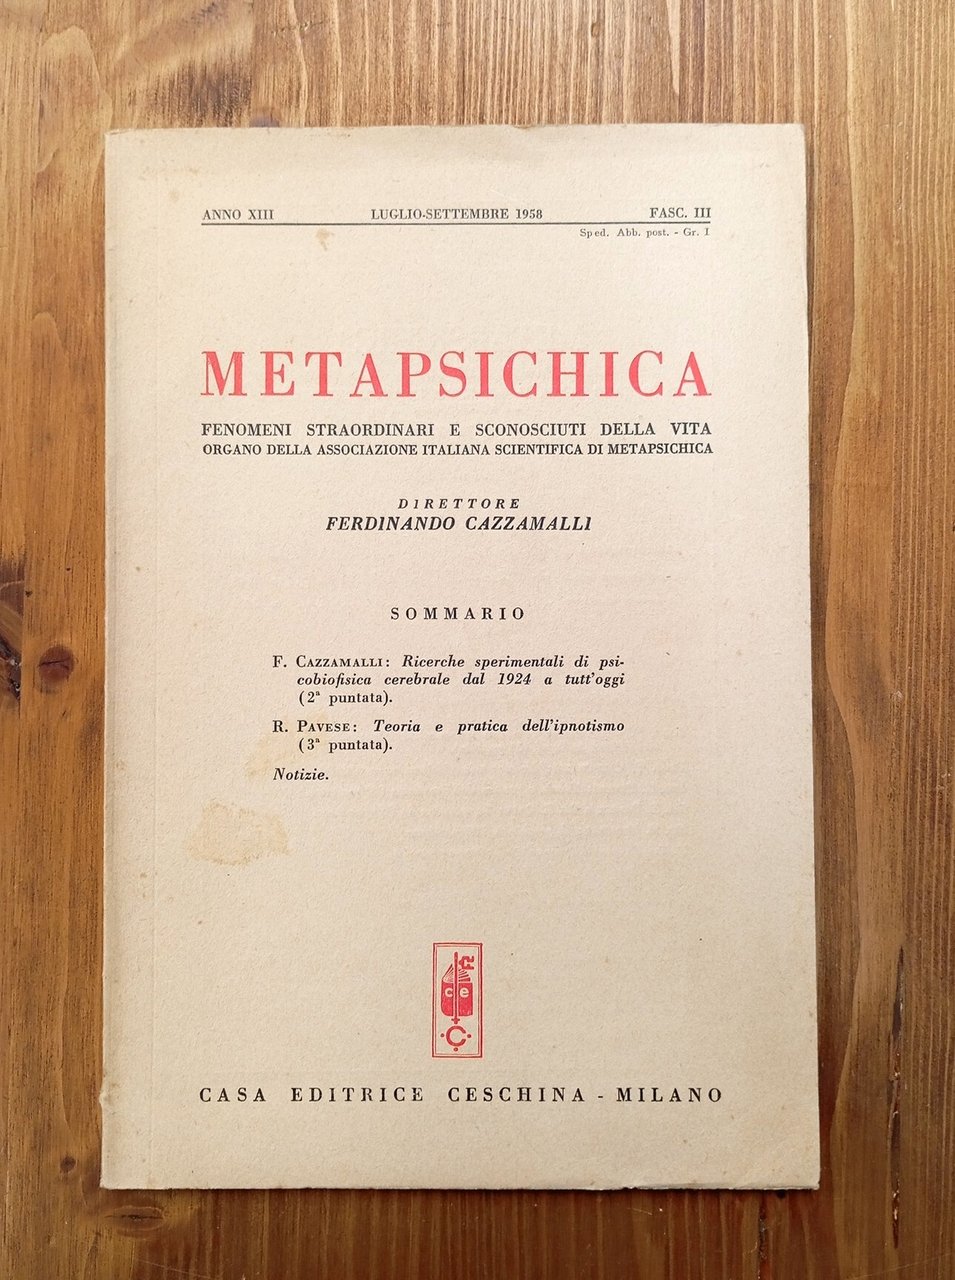 ANNO XIII LUGLIO-SETTEMBRE 1958 FASC. III
Sped. Abb. post. - Gr. I
METAPSICHICA
FENOMENI STRAORDINARI E SCONOSCIUTI DELLA VITA
ORGANO DELLA ASSOCIAZIONE ITALIANA SCIENTIFICA DI METAPSICHICA
DIRETTORE
FERDINANDO CAZZAMALLI
SOMMARIO
F. CAZZAMALLI: Ricerche sperimentali di psi-
cobiofisica cerebrale dal 1924 a tutt'oggi
(2ª puntata).
R. PAVESE: Teoria e pratica dell'ipnotismo
(3ª puntata).
Notizie.
c e
C
CASA EDITRICE CESCHINA - MILANO